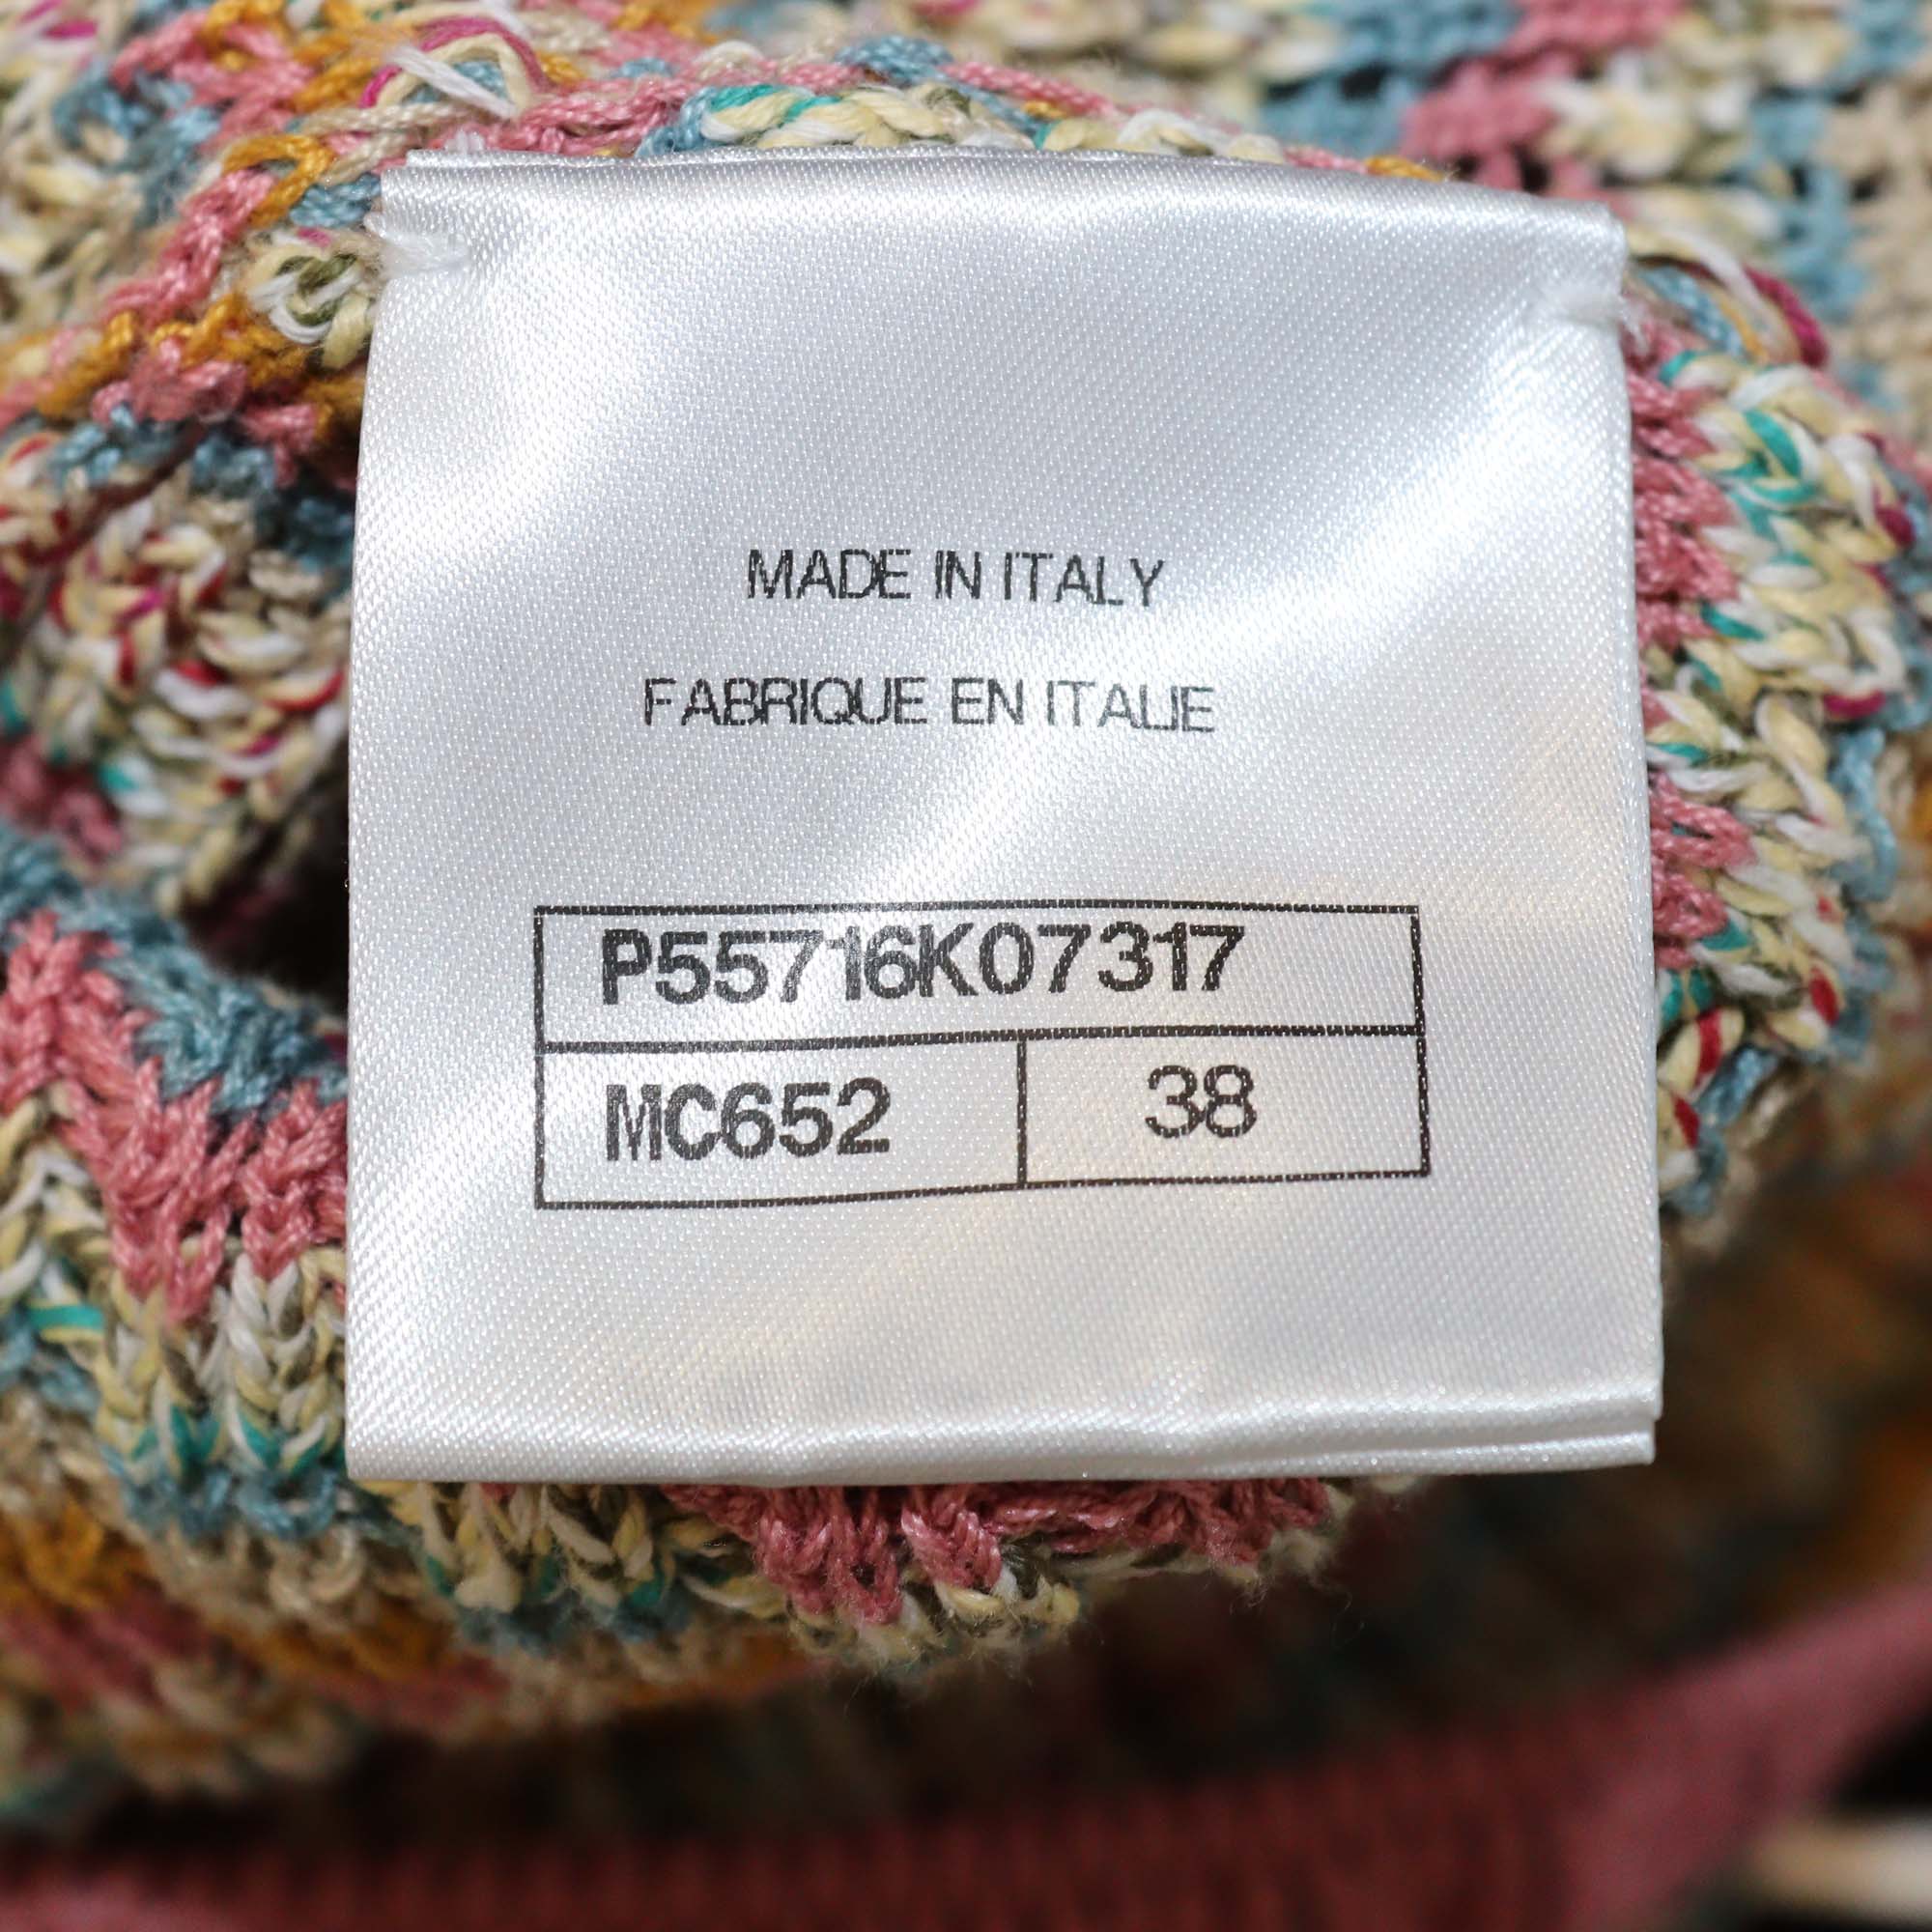 MADE IN ITALY
FABRIQUE EN ITALIE
P55716K07317
MC652 38